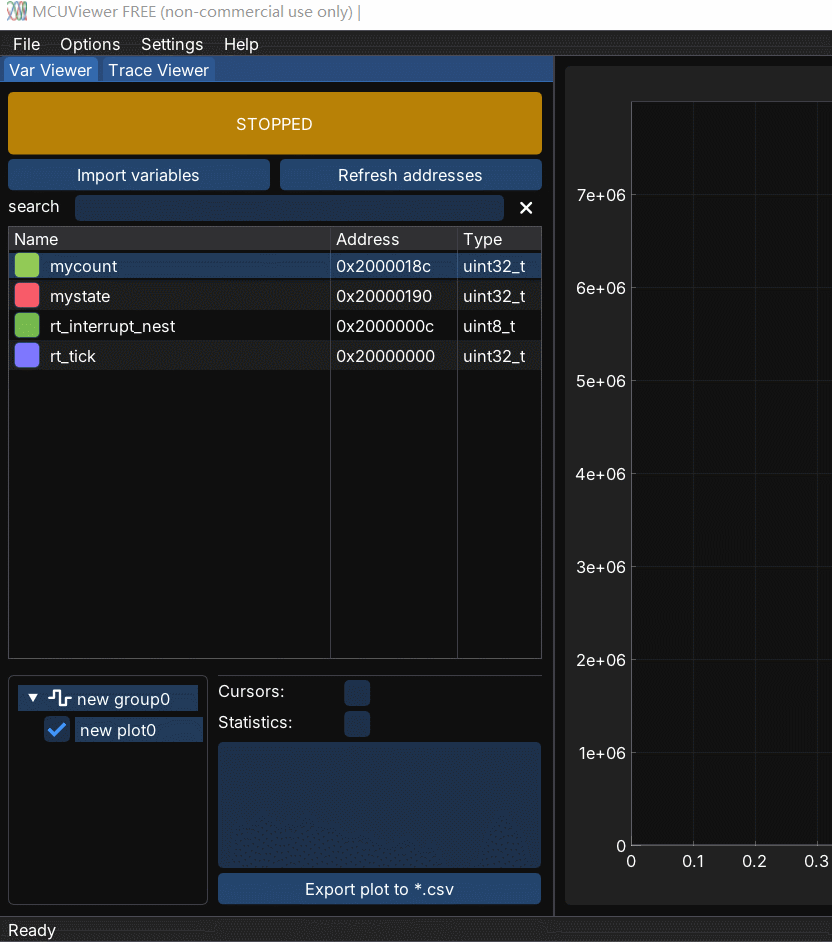 MCUViewer FREE (non-commercial use only) |
File Options Settings Help
Var Viewer Trace Viewer
STOPPED
Import variables Refresh addresses
search
Name Address Type
mycount 0x2000018c uint32_t
mystate 0x20000190 uint32_t
rt_interrupt_nest 0x2000000c uint8_t
rt_tick 0x20000000 uint32_t
new group0
new plot0
Cursors:
Statistics:
Export plot to *.csv
Ready
7e+06
6e+06
5e+06
4e+06
3e+06
2e+06
1e+06
0
0 0.1 0.2 0.3